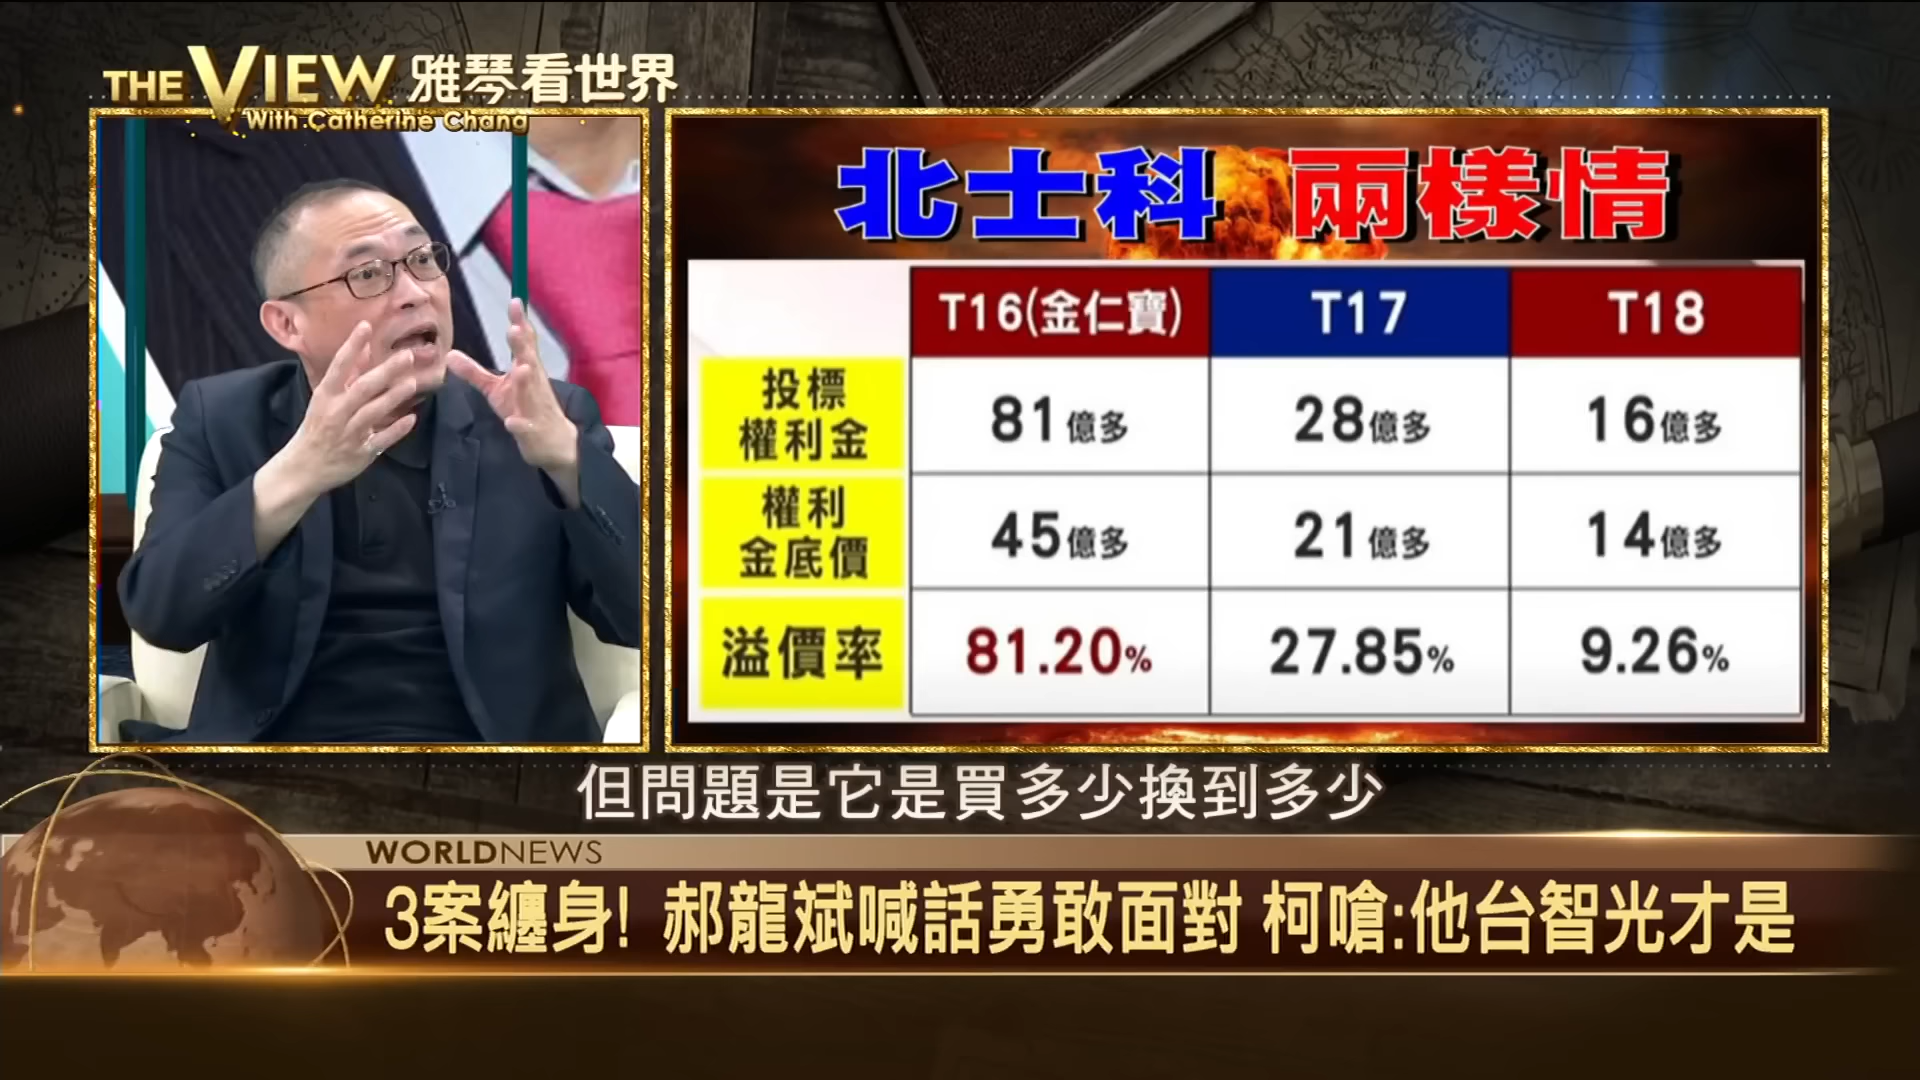 THE VIEW 雅琴看世界
With Catherine Chang
北士科 兩樣情
T16(金仁寶) T17 T18
投標權利金 81億多 28億多 16億多
權利金底價 45億多 21億多 14億多
溢價率 81.20% 27.85% 9.26%
但問題是它是買多少換到多少
WORLDNEWS
3案纏身! 郝龍斌喊話勇敢面對 柯嗆:他台智光才是